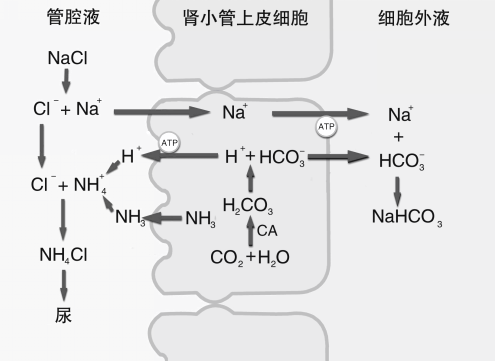 管腔液 肾小管上皮细胞 细胞外液
NaCl
Cl⁻ + Na⁺ Na⁺ Na⁺
ATP
+
ATP
H⁺ H⁺ + HCO₃⁻ HCO₃⁻
Cl⁻ + NH₄⁺
H₂CO₃
NH₃ NH₃ NaHCO₃
CA
NH₄Cl CO₂ + H₂O
尿